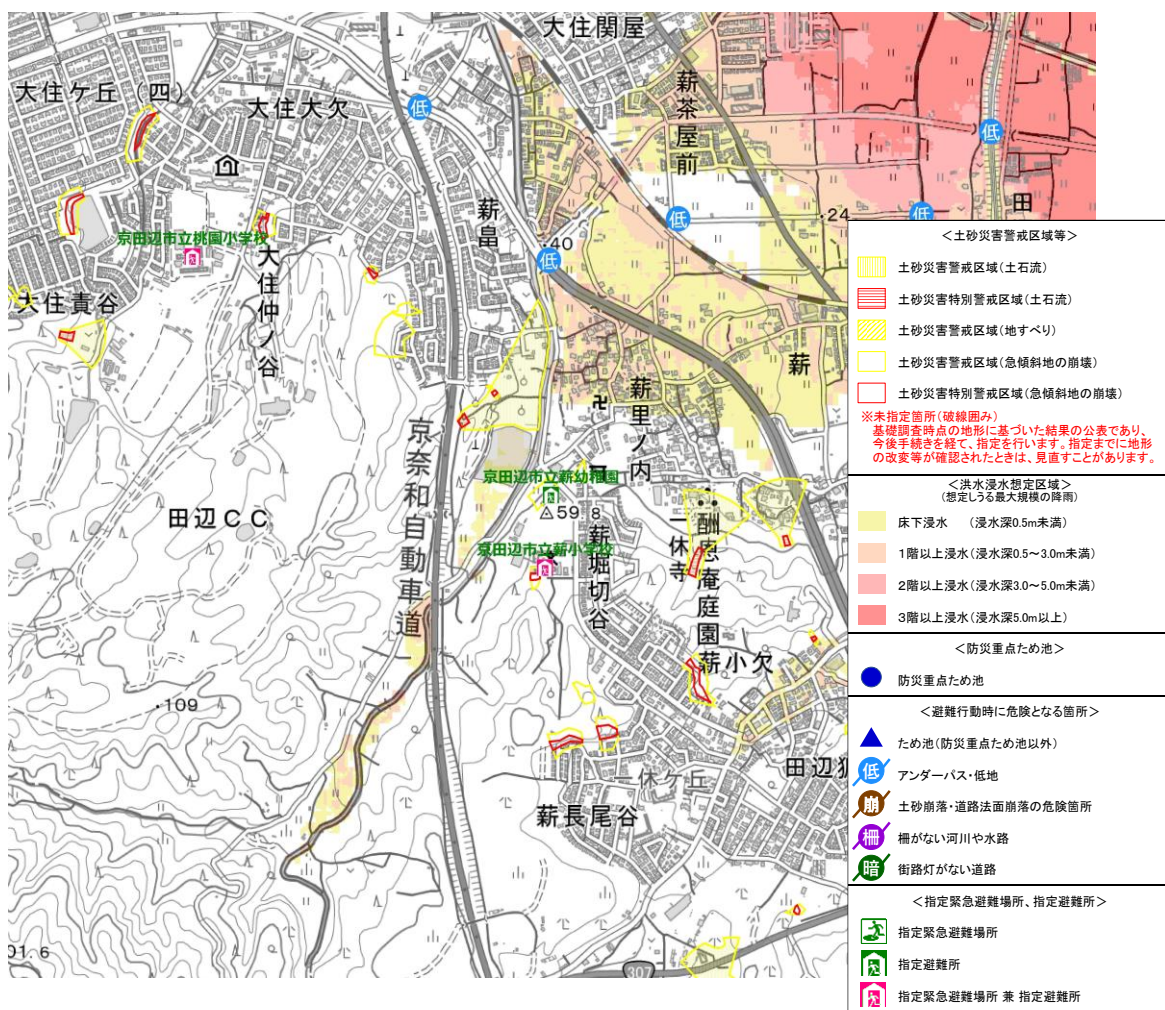 大住関屋
大住ケ丘（四）
大住大欠
薪茶屋前
低
低
低
低
低
薪畠
田
24
40
京田辺市立桃園小学校
大住仲ノ谷
大住責谷
薪
薪里ノ内
京奈和自動車道
京田辺市立薪幼稚園
59.8
田辺ＣＣ
京田辺市立薪小学校
薪堀切谷
一休寺
酬恩庵庭園
薪小欠
109
一休ケ丘
薪長尾谷
田辺
01.6
307
＜土砂災害警戒区域等＞
土砂災害警戒区域(土石流)
土砂災害特別警戒区域(土石流)
土砂災害警戒区域(地すべり)
土砂災害警戒区域(急傾斜地の崩壊)
土砂災害特別警戒区域(急傾斜地の崩壊)
※未指定箇所(破線囲み)
基礎調査時点の地形に基づいた結果の公表であり、
今後手続きを経て、指定を行います。指定までに地形
の改変等が確認されたときは、見直すことがあります。
＜洪水浸水想定区域＞
(想定しうる最大規模の降雨)
床下浸水　(浸水深0.5m未満)
1階以上浸水(浸水深0.5～3.0m未満)
2階以上浸水(浸水深3.0～5.0m未満)
3階以上浸水(浸水深5.0m以上)
＜防災重点ため池＞
防災重点ため池
＜避難行動時に危険となる箇所＞
ため池(防災重点ため池以外)
低 アンダーパス・低地
崩 土砂崩落・道路法面崩落の危険箇所
柵 柵がない河川や水路
暗 街路灯がない道路
＜指定緊急避難場所、指定避難所＞
指定緊急避難場所
指定避難所
指定緊急避難場所 兼 指定避難所